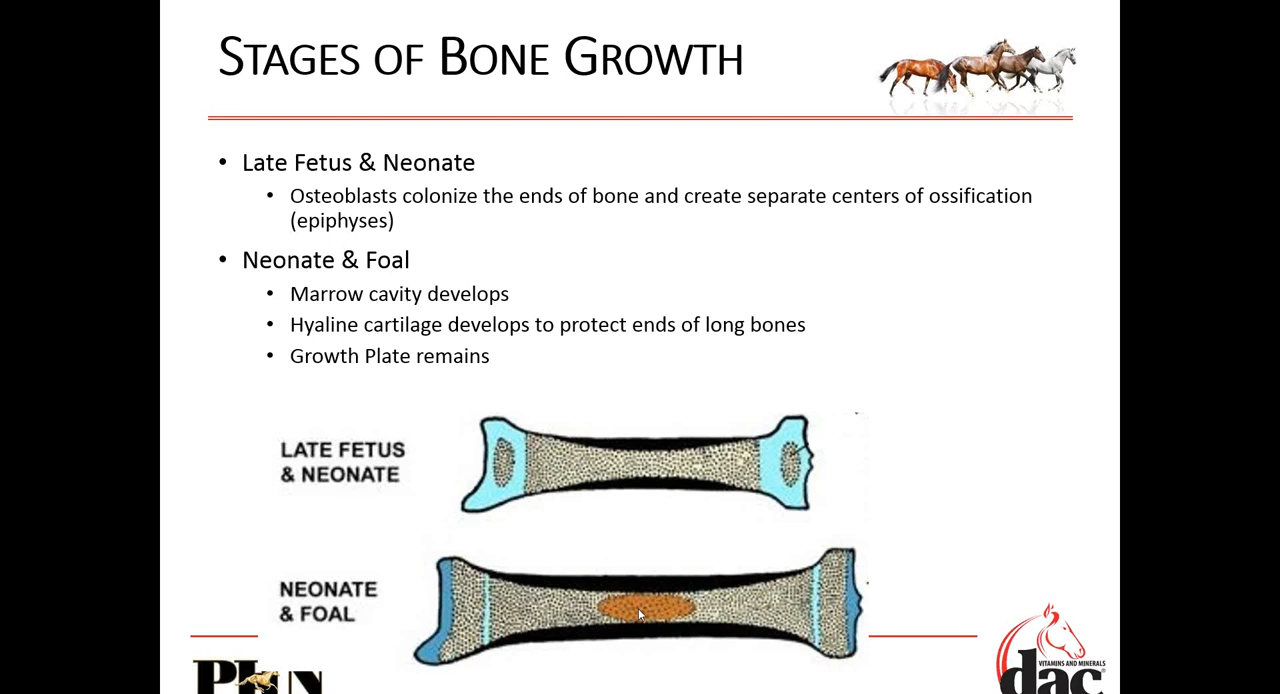 STAGES OF BONE GROWTH
• Late Fetus & Neonate
• Osteoblasts colonize the ends of bone and create separate centers of ossification
(epiphyses)
• Neonate & Foal
• Marrow cavity develops
• Hyaline cartilage develops to protect ends of long bones
• Growth Plate remains
LATE FETUS
& NEONATE
NEONATE
& FOAL
VITAMINS AND MINERALS
dac